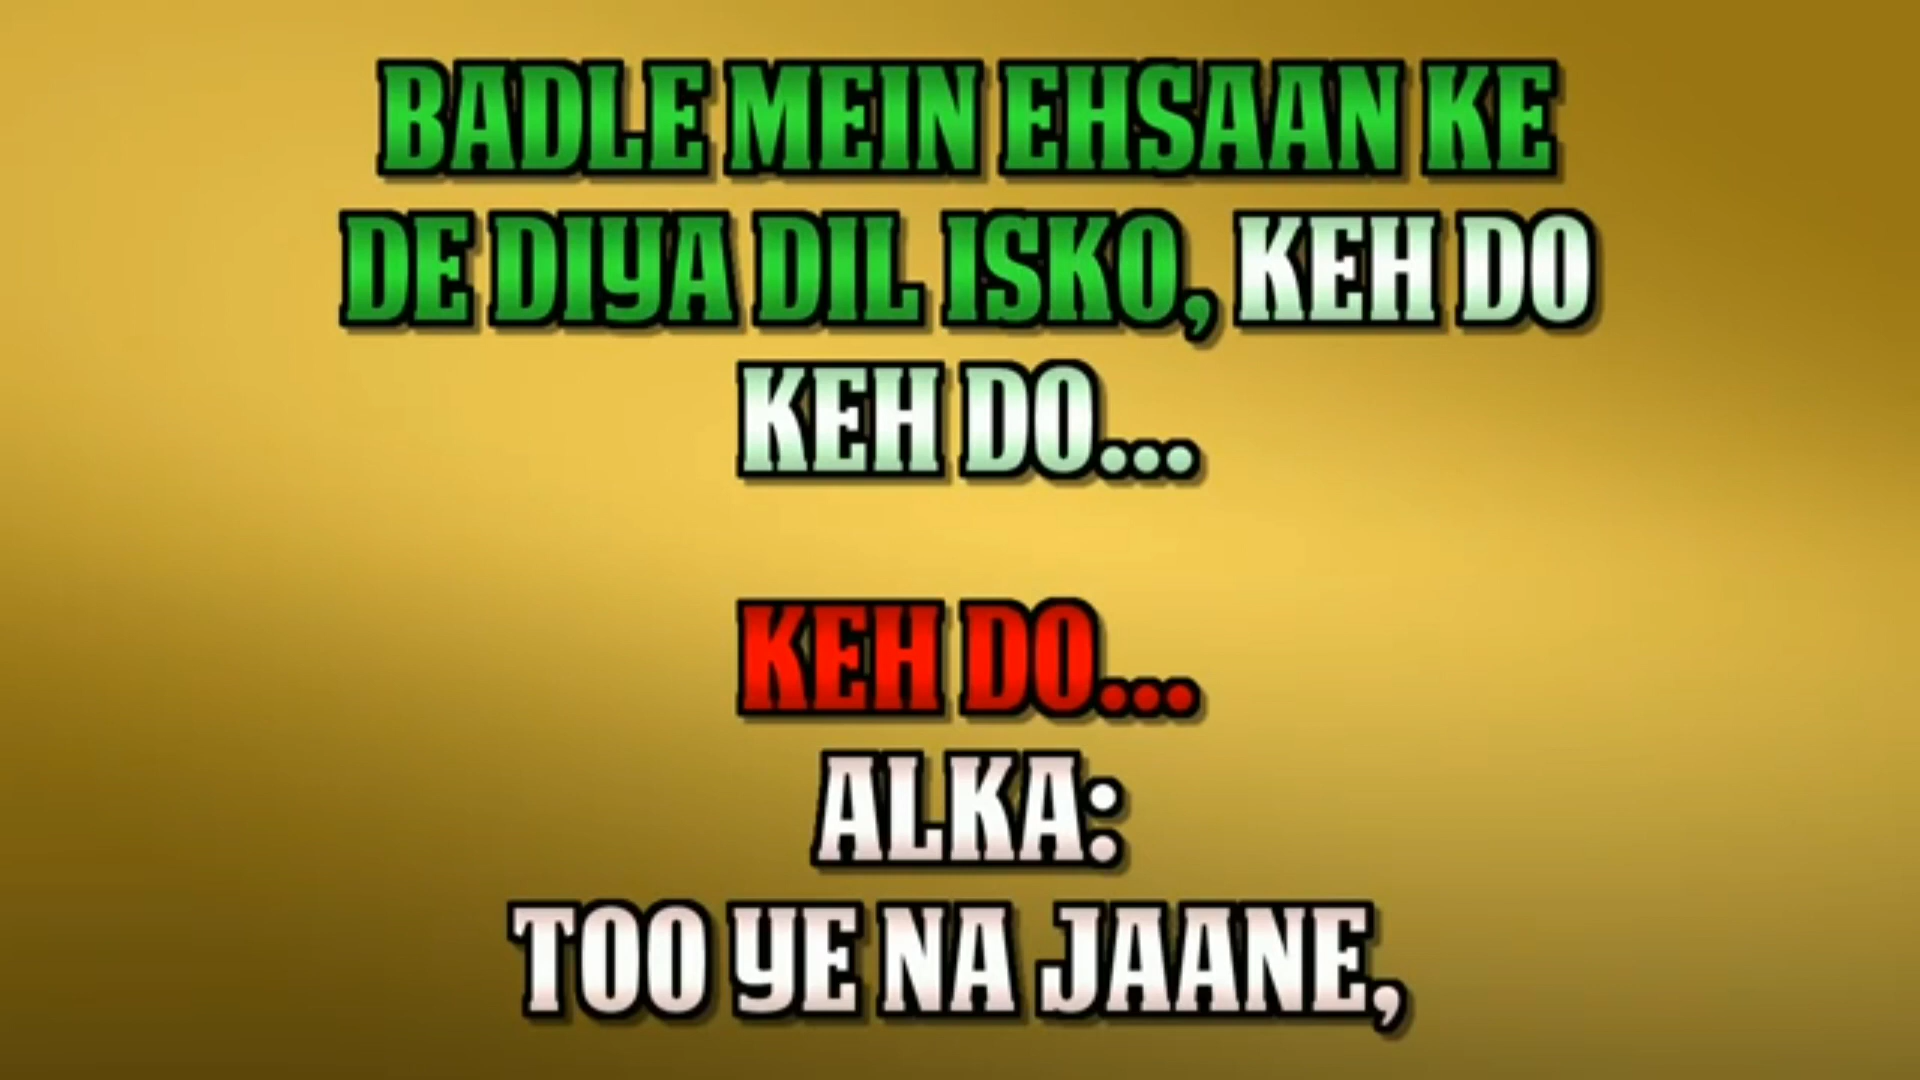 BADLE MEIN EHSAAN KE
DE DIYA DIL ISKO, KEH DO
KEH DO...
KEH DO...
ALKA:
TOO YE NA JAANE,